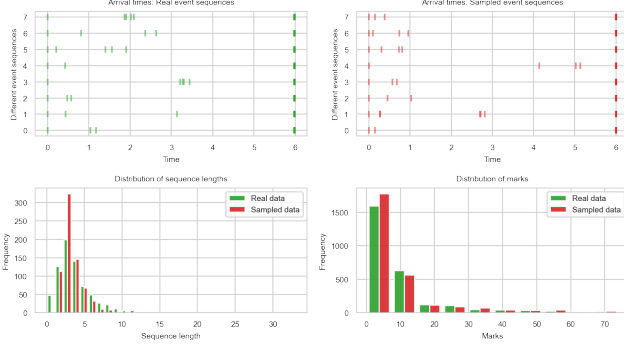 Arrival times: Real event sequences
7
6
5
4
3
2
1
0
Different event sequences
0 1 2 3 4 5 6
Time
Arrival times: Sampled event sequences
7
6
5
4
3
2
1
0
Different event sequences
0 1 2 3 4 5 6
Time
Distribution of sequence lengths
Real data
Sampled data
300
250
200
150
100
50
0
Frequency
0 5 10 15 20 25 30
Sequence length
Distribution of marks
Real data
Sampled data
1500
1000
500
0
Frequency
0 10 20 30 40 50 60 70
Marks